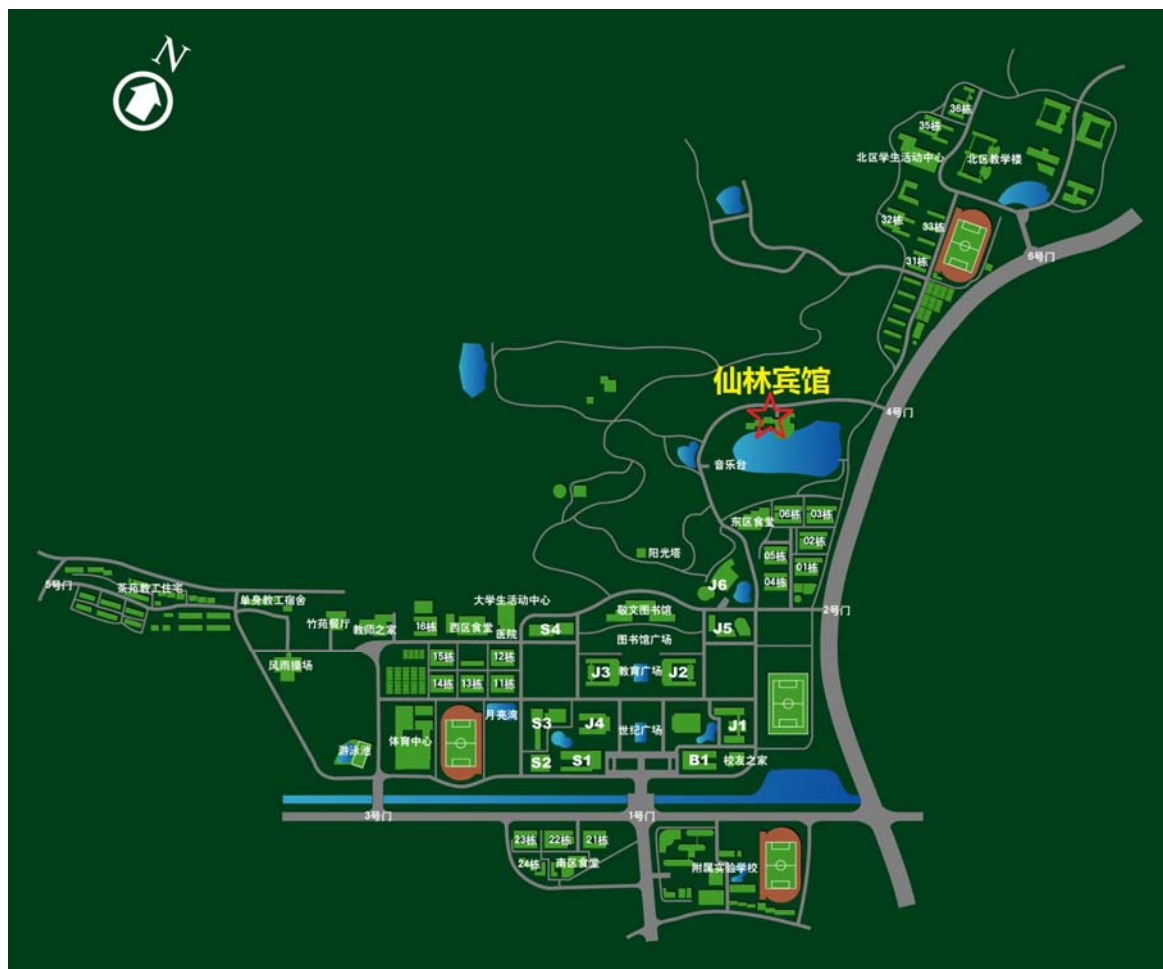 N
36栋
35栋
北区学生活动中心
北区教学楼
32栋
33栋
31栋
6号门
仙林宾馆
4号门
音乐台
东区食堂
06栋
03栋
02栋
05栋
01栋
04栋
阳光塔
J6
2号门
5号门
茶苑教工住宅
单身教工宿舍
竹苑餐厅
教师之家
16栋
西区食堂
大学生活动中心
医院
S4
敬文图书馆
图书馆广场
J5
风雨操场
15栋
12栋
14栋
13栋
11栋
J3
教育广场
J2
月亮湾
S3
J4
世纪广场
J1
游泳池
体育中心
S2
S1
B1
校友之家
3号门
1号门
23栋
22栋
21栋
24栋
南区食堂
附属实验学校